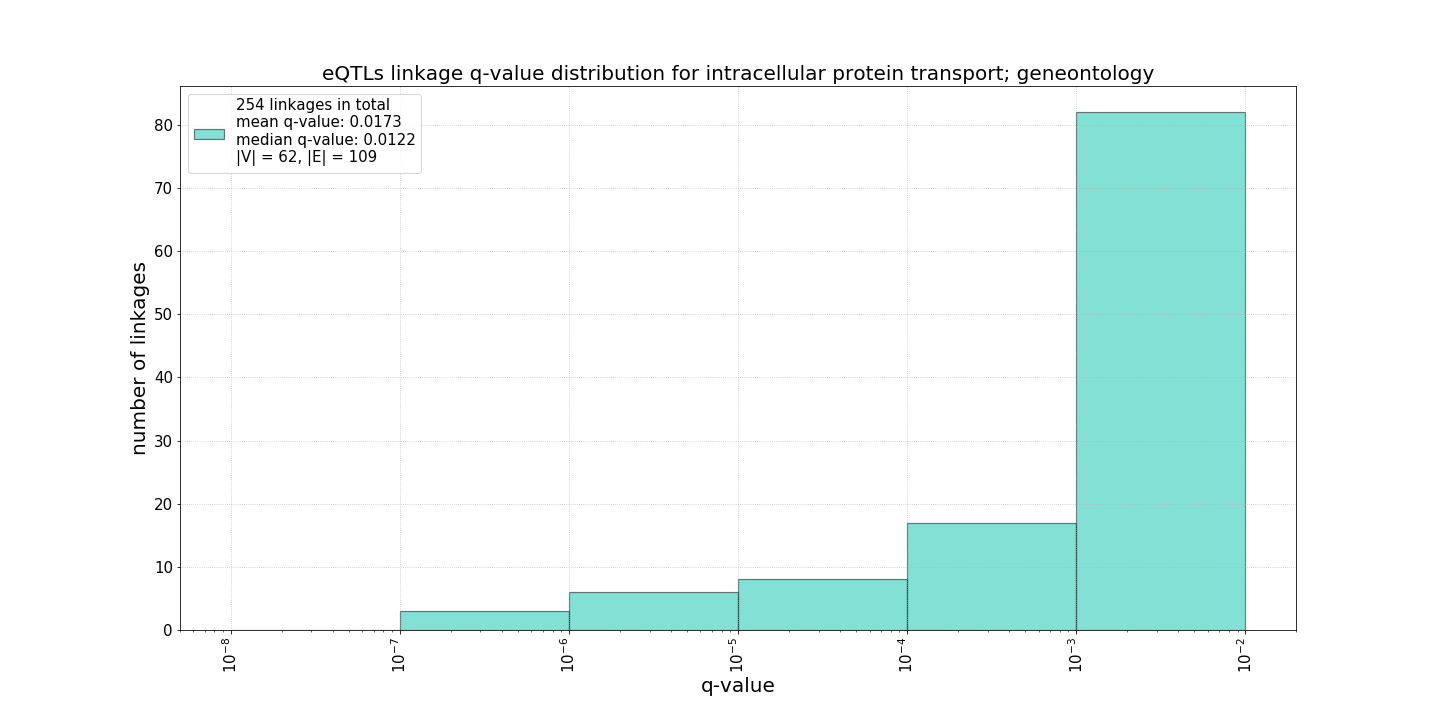 eQTLs linkage q-value distribution for intracellular protein transport; geneontology
254 linkages in total
mean q-value: 0.0173
median q-value: 0.0122
|V| = 62, |E| = 109
number of linkages
80
70
60
50
40
30
20
10
0
10⁻⁸
10⁻⁷
10⁻⁶
10⁻⁵
10⁻⁴
10⁻³
10⁻²
q-value